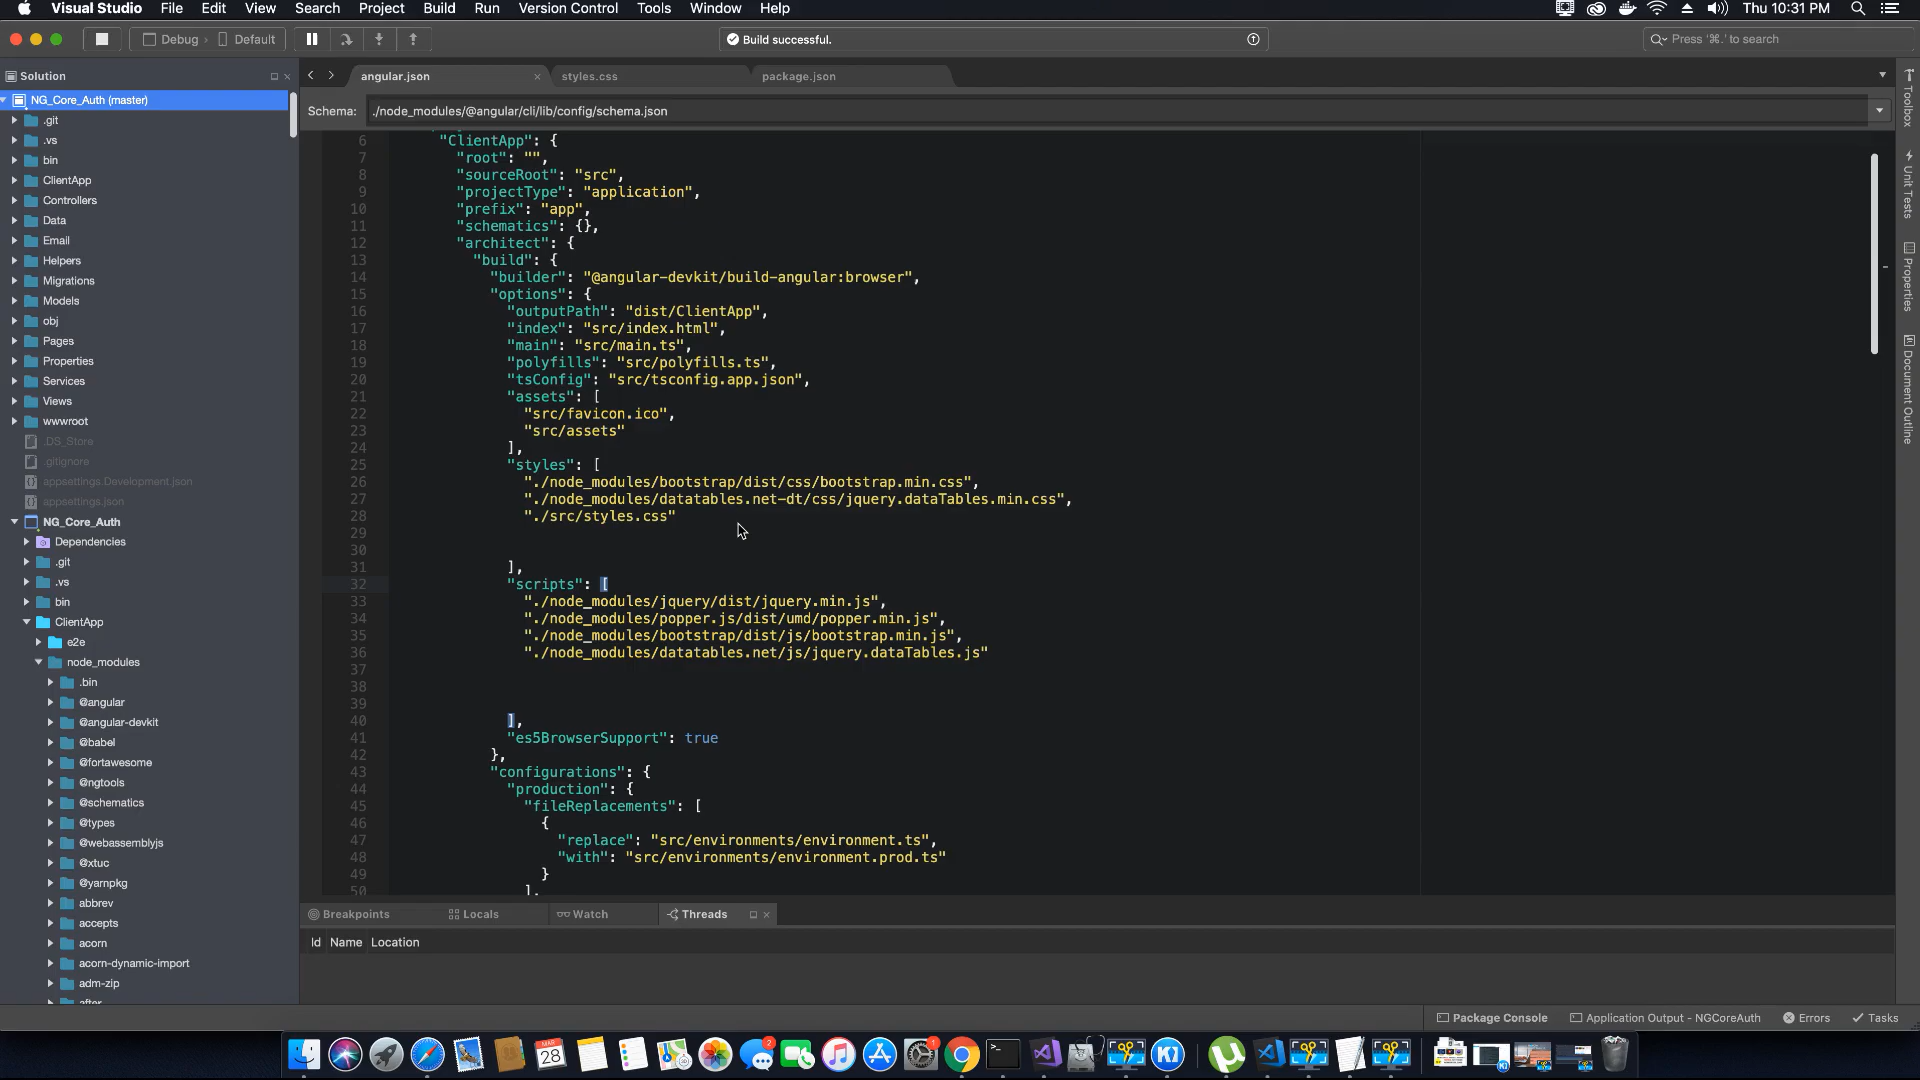 Visual Studio File Edit View Search Project Build Run Version Control Tools Window Help Thu 10:31 PM
Debug Default Build successful. Press '⌘.' to search
Solution
angular.json styles.css package.json
NG_Core_Auth (master)
Schema: ./node_modules/@angular/cli/lib/config/schema.json
.git
.vs
bin
ClientApp
Controllers
Data
Email
Helpers
Migrations
Models
obj
Pages
Properties
Services
Views
wwwroot
.DS_Store
.gitignore
appsettings.Development.json
appsettings.json
NG_Core_Auth
Dependencies
.git
.vs
bin
ClientApp
e2e
node_modules
.bin
@angular
@angular-devkit
@babel
@fortawesome
@ngtools
@schematics
@types
@webassemblyjs
@xtuc
@yarnpkg
abbrev
accepts
acorn
acorn-dynamic-import
adm-zip
after
6 "ClientApp": {
7 "root": "",
8 "sourceRoot": "src",
9 "projectType": "application",
10 "prefix": "app",
11 "schematics": {},
12 "architect": {
13 "build": {
14 "builder": "@angular-devkit/build-angular:browser",
15 "options": {
16 "outputPath": "dist/ClientApp",
17 "index": "src/index.html",
18 "main": "src/main.ts",
19 "polyfills": "src/polyfills.ts",
20 "tsConfig": "src/tsconfig.app.json",
21 "assets": [
22 "src/favicon.ico",
23 "src/assets"
24 ],
25 "styles": [
26 "./node_modules/bootstrap/dist/css/bootstrap.min.css",
27 "./node_modules/datatables.net-dt/css/jquery.dataTables.min.css",
28 "./src/styles.css"
29
30
31 ],
32 "scripts": [
33 "./node_modules/jquery/dist/jquery.min.js",
34 "./node_modules/popper.js/dist/umd/popper.min.js",
35 "./node_modules/bootstrap/dist/js/bootstrap.min.js",
36 "./node_modules/datatables.net/js/jquery.dataTables.js"
37
38
39
40 ],
41 "es5BrowserSupport": true
42 },
43 "configurations": {
44 "production": {
45 "fileReplacements": [
46 {
47 "replace": "src/environments/environment.ts",
48 "with": "src/environments/environment.prod.ts"
49 }
50 ],
Toolbox
Unit Tests
Properties
Document Outline
Breakpoints Locals Watch Threads
Id Name Location
Package Console Application Output - NGCoreAuth Errors Tasks
MAR
28
2
1